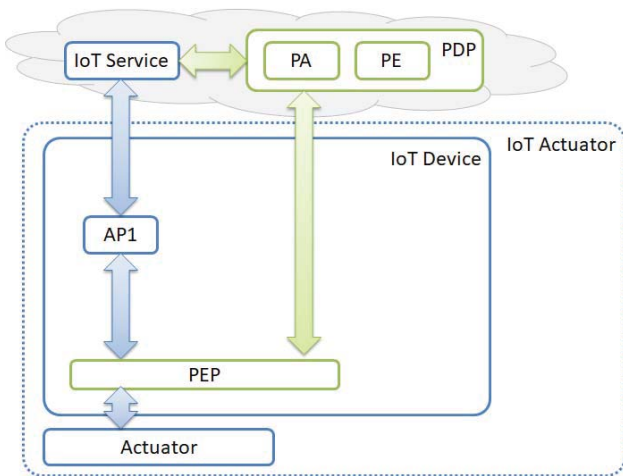 IoT Service
PA
PE
PDP
IoT Device
IoT Actuator
AP1
PEP
Actuator